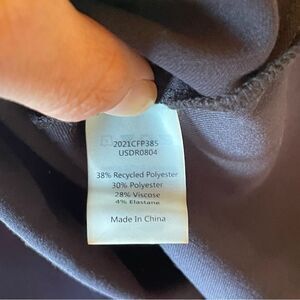 2021CFP385
USDR0804
38% Recycled Polyester
30% Polyester
28% Viscose
4% Elastane
Made In China